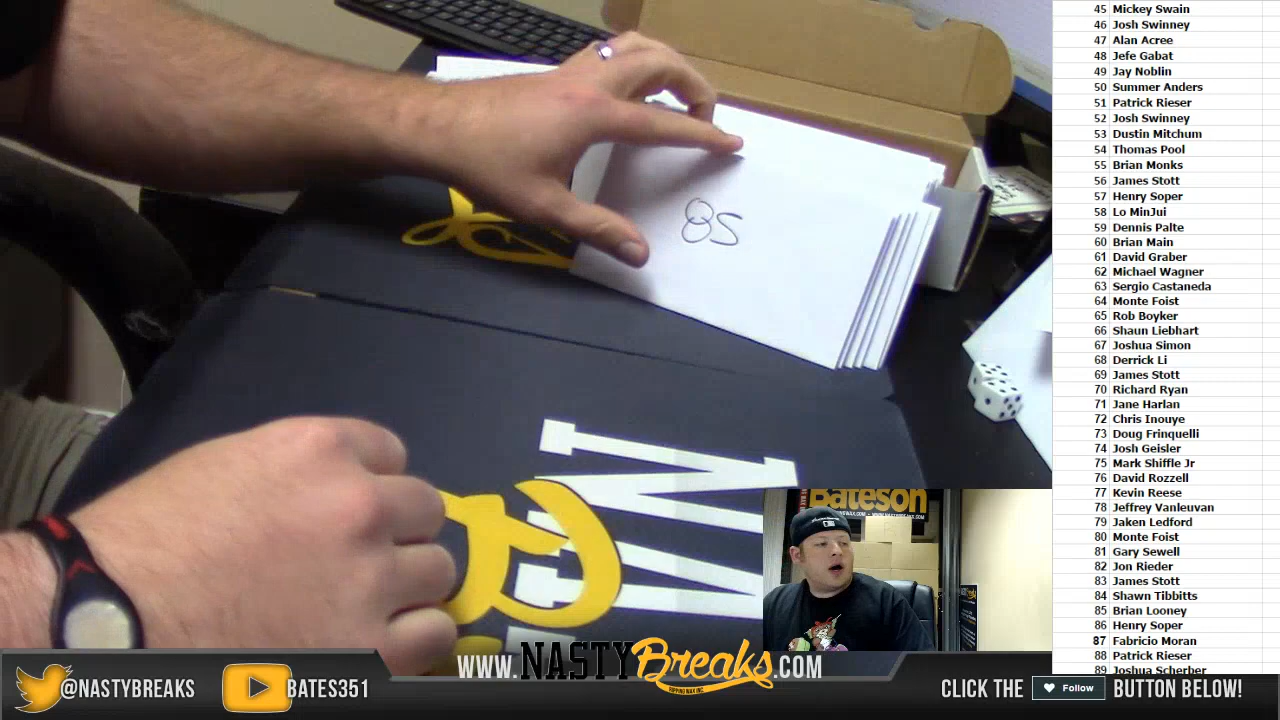 45 Mickey Swain
46 Josh Swinney
47 Alan Acree
48 Jefe Gabat
49 Jay Noblin
50 Summer Anders
51 Patrick Rieser
52 Josh Swinney
53 Dustin Mitchum
54 Thomas Pool
55 Brian Monks
56 James Stott
57 Henry Soper
58 Lo MinJui
59 Dennis Palte
60 Brian Main
61 David Graber
62 Michael Wagner
63 Sergio Castaneda
64 Monte Foist
65 Rob Boyker
66 Shaun Liebhart
67 Joshua Simon
68 Derrick Li
69 James Stott
70 Richard Ryan
71 Jane Harlan
72 Chris Inouye
73 Doug Frinquelli
74 Josh Geisler
75 Mark Shiffle Jr
76 David Rozzell
77 Kevin Reese
78 Jeffrey Vanleuvan
79 Jaken Ledford
80 Monte Foist
81 Gary Sewell
82 Jon Rieder
83 James Stott
84 Shawn Tibbitts
85 Brian Looney
86 Henry Soper
87 Fabricio Moran
88 Patrick Rieser
89 Joshua Scherber
85
Bateson
@NASTYBREAKS
BATES351
WWW.NASTYBreaks.COM
RIPPING WAX INC.
CLICK THE Follow BUTTON BELOW!